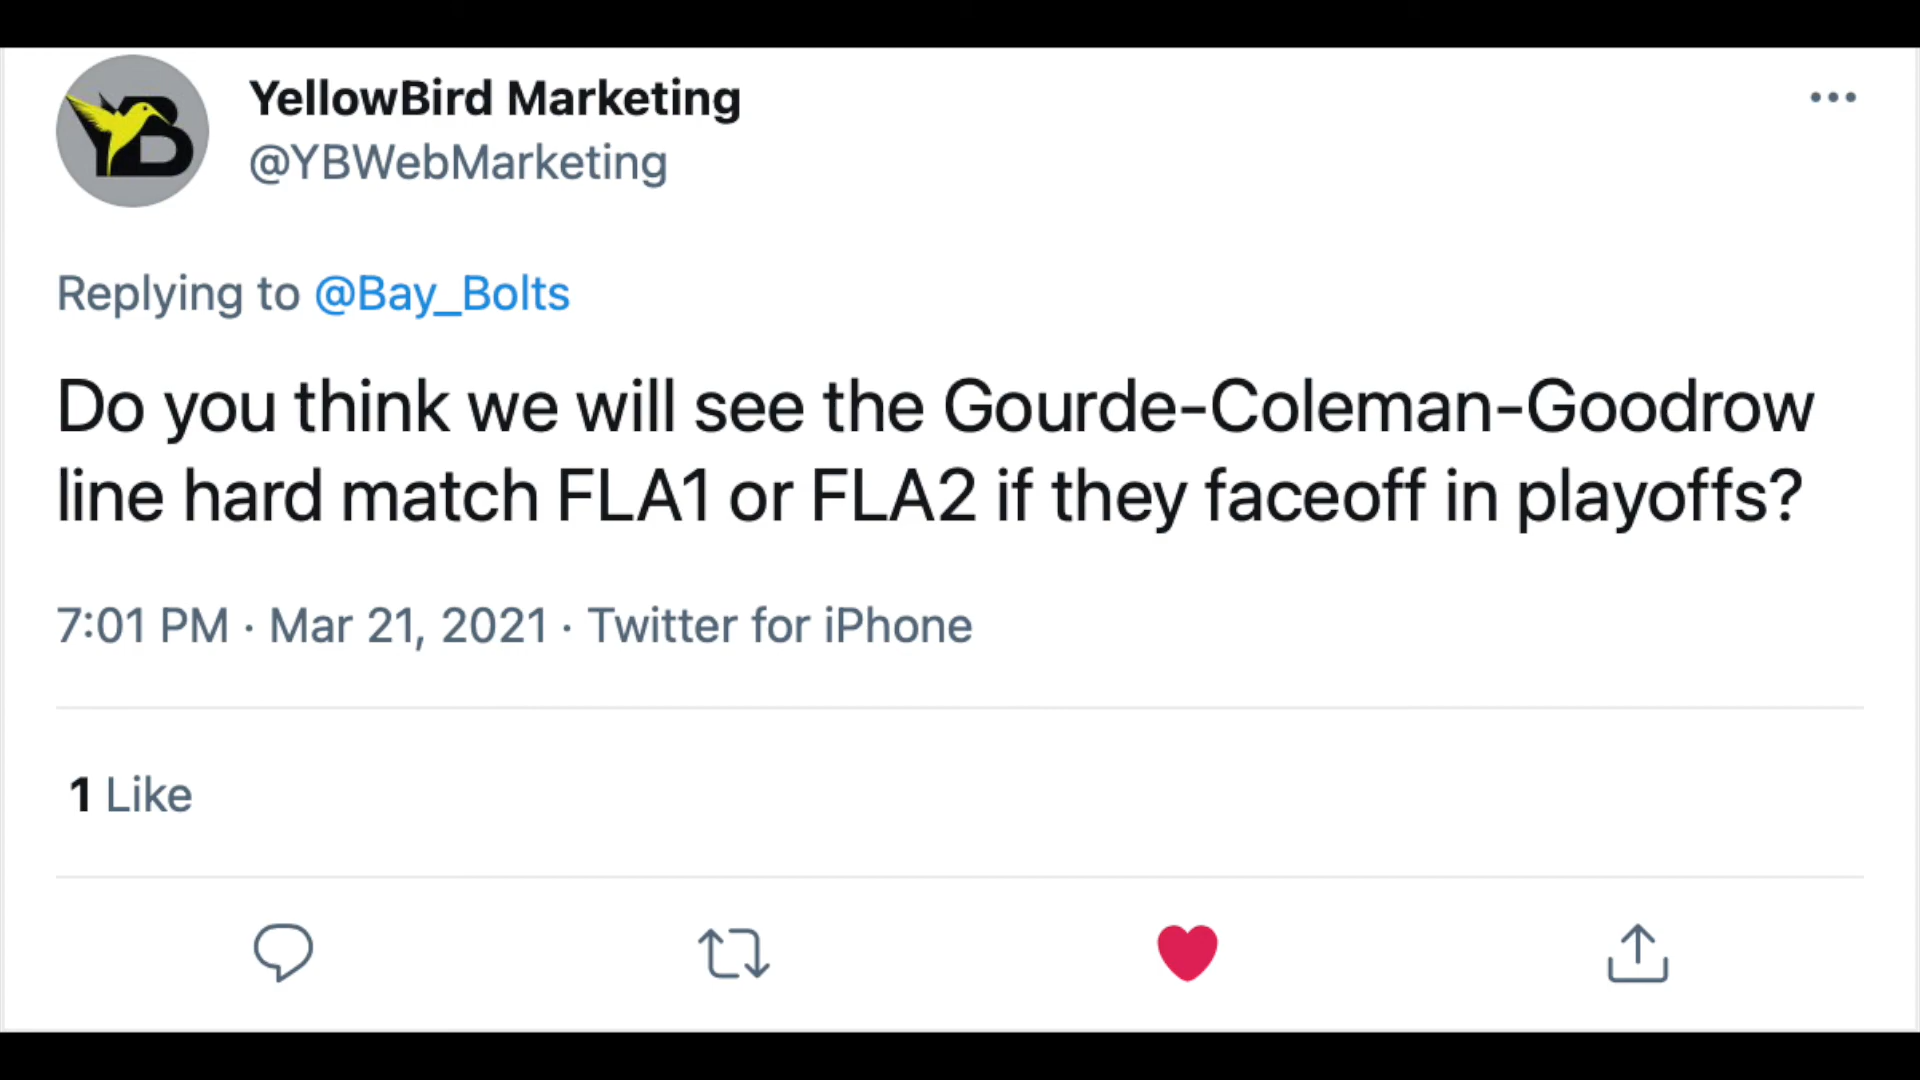 YB
YellowBird Marketing
@YBWebMarketing
Replying to @Bay_Bolts
Do you think we will see the Gourde-Coleman-Goodrow
line hard match FLA1 or FLA2 if they faceoff in playoffs?
7:01 PM · Mar 21, 2021 · Twitter for iPhone
1 Like